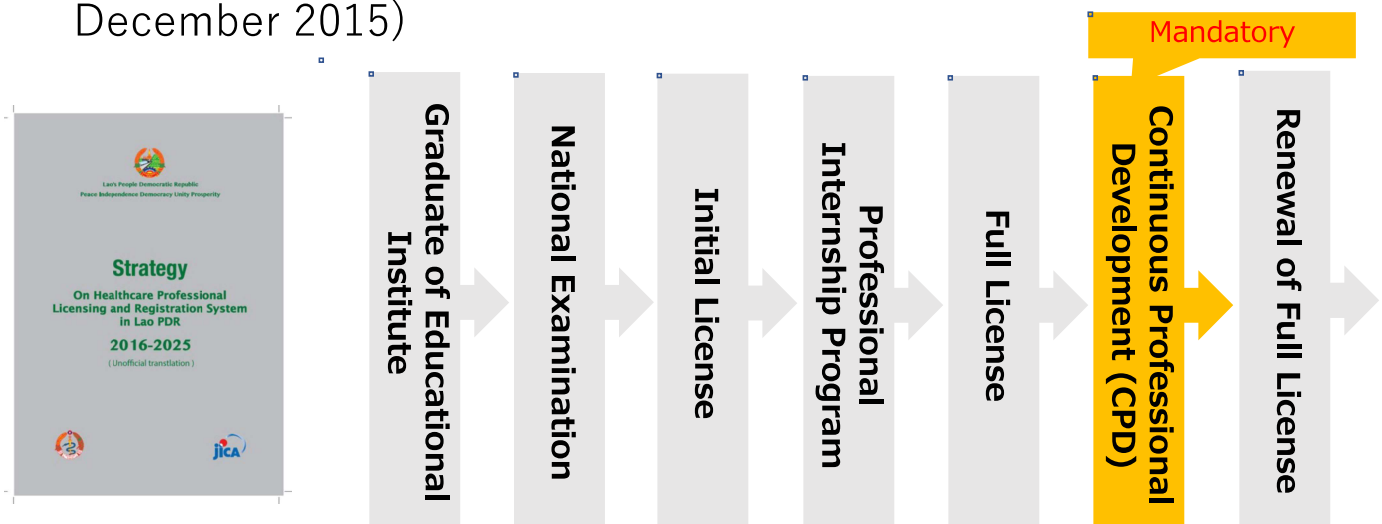 December 2015)
Lao's People Democratic Republic
Peace Independence Democracy Unity Prosperity
Strategy
On Healthcare Professional
Licensing and Registration System
in Lao PDR
2016-2025
( Unofficial transtlation )
jICA
Graduate of Educational
Institute
National Examination
Initial License
Professional
Internship Program
Full License
Mandatory
Continuous Professional
Development (CPD)
Renewal of Full License